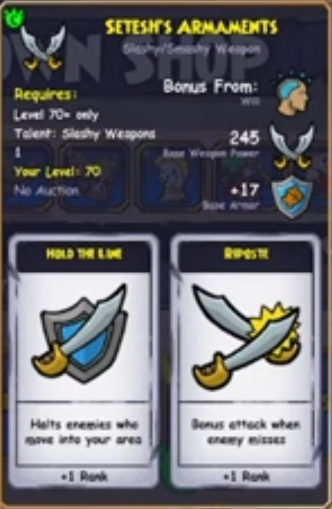 SETESH'S ARMAMENTS
Slashy/Smashy Weapon
OWN SHOP
Requires:
Bonus From:
Will
Level 70+ only
Talent: Slashy Weapons
1
245
Base Weapon Power
Your Level: 70
No Auction
+17
Base Armor
HOLD THE LINE
RIPOSTE
Halts enemies who
move into your area
Bonus attack when
enemy misses
+1 Rank
+1 Rank